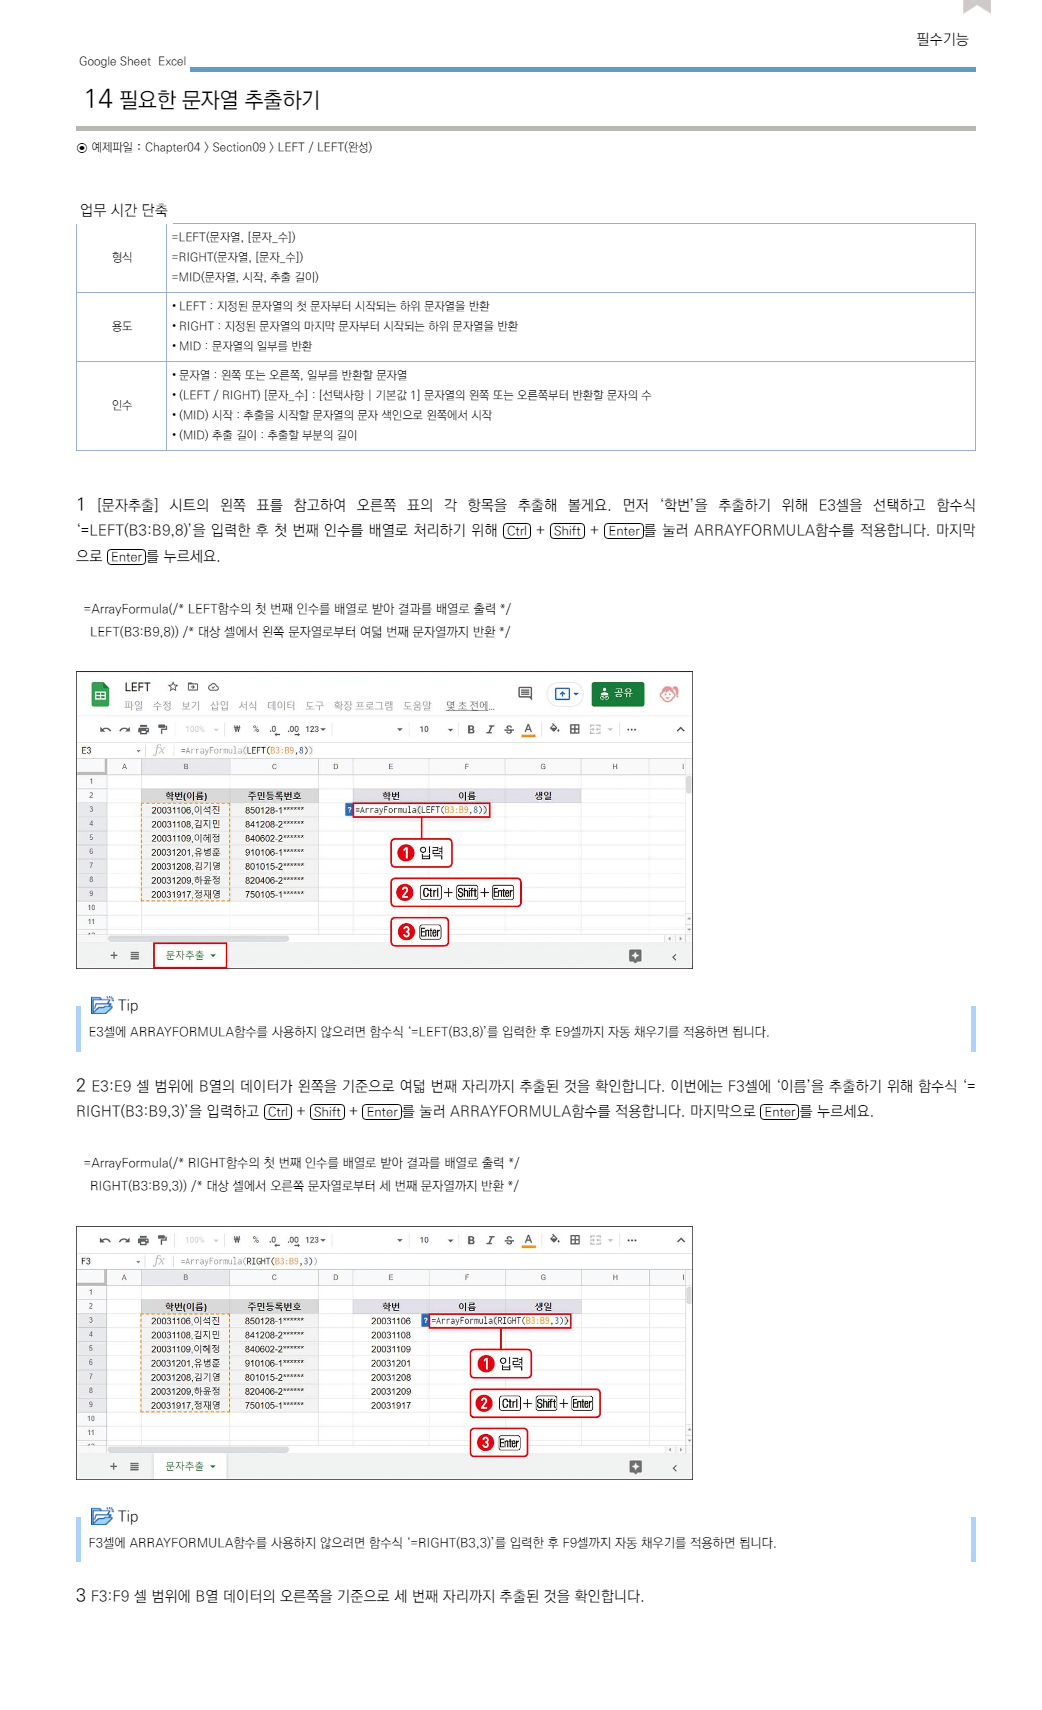 필수기능
Google Sheet Excel
14 필요한 문자열 추출하기
예제파일 : Chapter04 > Section09 > LEFT / LEFT(완성)
업무 시간 단축
형식
=LEFT(문자열, [문자_수])
=RIGHT(문자열, [문자_수])
=MID(문자열, 시작, 추출 길이)
용도
• LEFT : 지정된 문자열의 첫 문자부터 시작되는 하위 문자열을 반환
• RIGHT : 지정된 문자열의 마지막 문자부터 시작되는 하위 문자열을 반환
• MID : 문자열의 일부를 반환
인수
• 문자열 : 왼쪽 또는 오른쪽, 일부를 반환할 문자열
• (LEFT / RIGHT) [문자_수] : [선택사항 | 기본값 1] 문자열의 왼쪽 또는 오른쪽부터 반환할 문자의 수
• (MID) 시작 : 추출을 시작할 문자열의 문자 색인으로 왼쪽에서 시작
• (MID) 추출 길이 : 추출할 부분의 길이
1 [문자추출] 시트의 왼쪽 표를 참고하여 오른쪽 표의 각 항목을 추출해 볼게요. 먼저 ‘학번’을 추출하기 위해 E3셀을 선택하고 함수식
‘=LEFT(B3:B9,8)’을 입력한 후 첫 번째 인수를 배열로 처리하기 위해 Ctrl + Shift + Enter를 눌러 ARRAYFORMULA함수를 적용합니다. 마지막
으로 Enter를 누르세요.
=ArrayFormula(/* LEFT함수의 첫 번째 인수를 배열로 받아 결과를 배열로 출력 */
LEFT(B3:B9,8)) /* 대상 셀에서 왼쪽 문자열로부터 여덟 번째 문자열까지 반환 */
LEFT
파일 수정 보기 삽입 서식 데이터 도구 확장 프로그램 도움말 몇 초 전에...
공유
100% ₩ % .0 .00 123 10 B I S A
E3 fx =ArrayFormula(LEFT(B3:B9,8))
A B C D E F G H I
1
2 학번(이름) 주민등록번호 학번 이름 생일
3 20031106,이석진 850128-1****** ? =ArrayFormula(LEFT(B3:B9,8))
4 20031108,김지민 841208-2******
5 20031109,이혜정 840602-2******
6 20031201,유병훈 910106-1******
7 20031208,김기영 801015-2******
8 20031209,하윤정 820406-2******
9 20031917,정재영 750105-1******
10
11
1 입력
2 Ctrl + Shift + Enter
3 Enter
문자추출
Tip
E3셀에 ARRAYFORMULA함수를 사용하지 않으려면 함수식 ‘=LEFT(B3,8)’를 입력한 후 E9셀까지 자동 채우기를 적용하면 됩니다.
2 E3:E9 셀 범위에 B열의 데이터가 왼쪽을 기준으로 여덟 번째 자리까지 추출된 것을 확인합니다. 이번에는 F3셀에 ‘이름’을 추출하기 위해 함수식 ‘=
RIGHT(B3:B9,3)’을 입력하고 Ctrl + Shift + Enter를 눌러 ARRAYFORMULA함수를 적용합니다. 마지막으로 Enter를 누르세요.
=ArrayFormula(/* RIGHT함수의 첫 번째 인수를 배열로 받아 결과를 배열로 출력 */
RIGHT(B3:B9,3)) /* 대상 셀에서 오른쪽 문자열로부터 세 번째 문자열까지 반환 */
100% ₩ % .0 .00 123 10 B I S A
F3 fx =ArrayFormula(RIGHT(B3:B9,3))
A B C D E F G H I
1
2 학번(이름) 주민등록번호 학번 이름 생일
3 20031106,이석진 850128-1****** 20031106 ? =ArrayFormula(RIGHT(B3:B9,3))
4 20031108,김지민 841208-2****** 20031108
5 20031109,이혜정 840602-2****** 20031109
6 20031201,유병훈 910106-1****** 20031201
7 20031208,김기영 801015-2****** 20031208
8 20031209,하윤정 820406-2****** 20031209
9 20031917,정재영 750105-1****** 20031917
10
11
1 입력
2 Ctrl + Shift + Enter
3 Enter
문자추출
Tip
F3셀에 ARRAYFORMULA함수를 사용하지 않으려면 함수식 ‘=RIGHT(B3,3)’를 입력한 후 F9셀까지 자동 채우기를 적용하면 됩니다.
3 F3:F9 셀 범위에 B열 데이터의 오른쪽을 기준으로 세 번째 자리까지 추출된 것을 확인합니다.